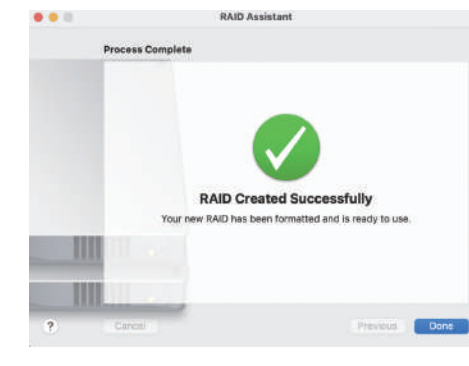 RAID Assistant
Process Complete
RAID Created Successfully
Your new RAID has been formatted and is ready to use.
?
Cancel
Previous
Done